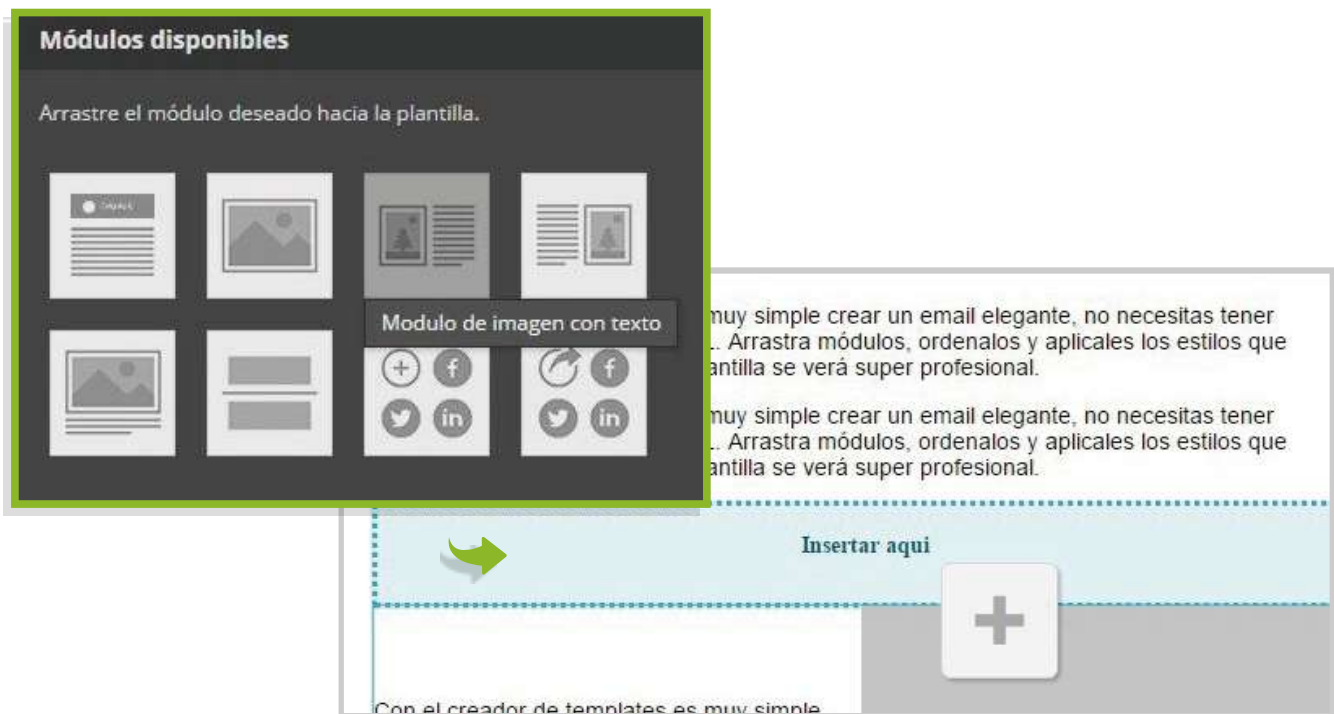 Módulos disponibles
Arrastre el módulo deseado hacia la plantilla.
Modulo de imagen con texto
muy simple crear un email elegante, no necesitas tener
. Arrastra módulos, ordenalos y aplicales los estilos que
antilla se verá super profesional.
muy simple crear un email elegante, no necesitas tener
. Arrastra módulos, ordenalos y aplicales los estilos que
antilla se verá super profesional.
Insertar aqui
Con el creador de templates es muy simple